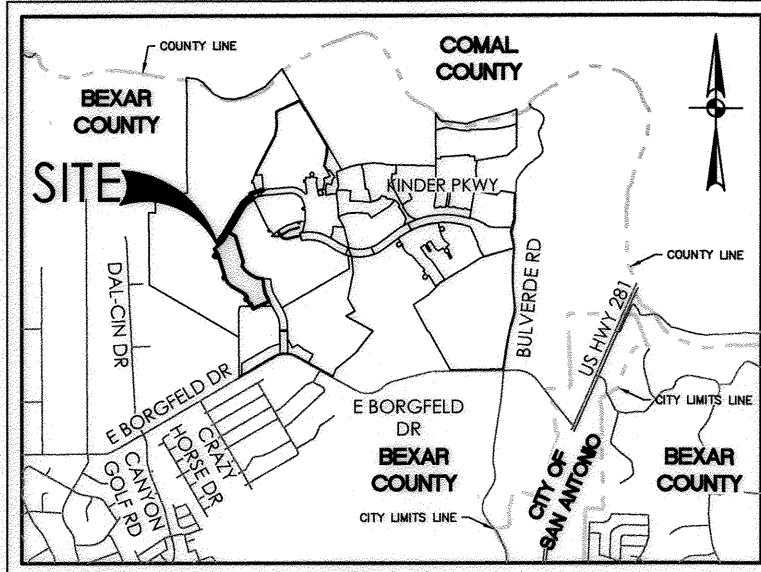 COUNTY LINE
COMAL
COUNTY
BEXAR
COUNTY
SITE
KINDER PKWY
COUNTY LINE
DAL-CIN DR
BULVERDE RD
US HWY 281
E BORGFELD DR
E BORGFELD
DR
CITY LIMITS LINE
CRAZY
HORSE DR
CANYON
GOLF RD
BEXAR
COUNTY
CITY OF
SAN ANTONIO
BEXAR
COUNTY
CITY LIMITS LINE